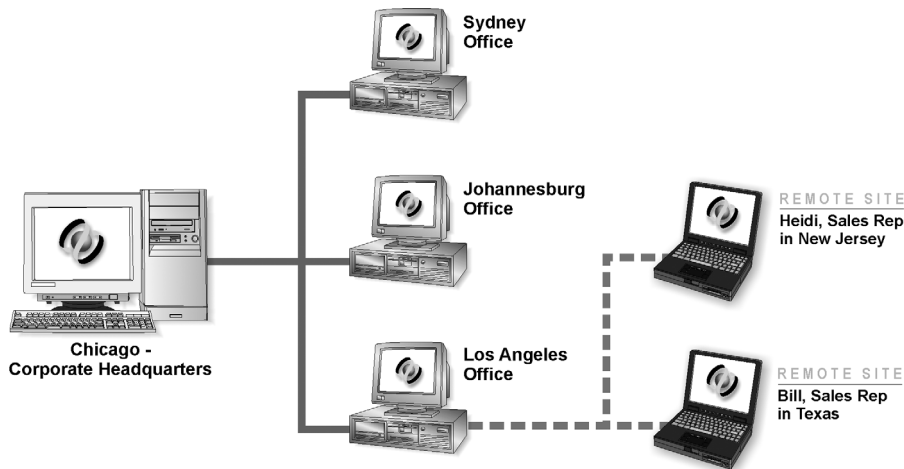 Sydney
Office
Johannesburg
Office
REMOTE SITE
Heidi, Sales Rep
in New Jersey
Chicago -
Corporate Headquarters
Los Angeles
Office
REMOTE SITE
Bill, Sales Rep
in Texas